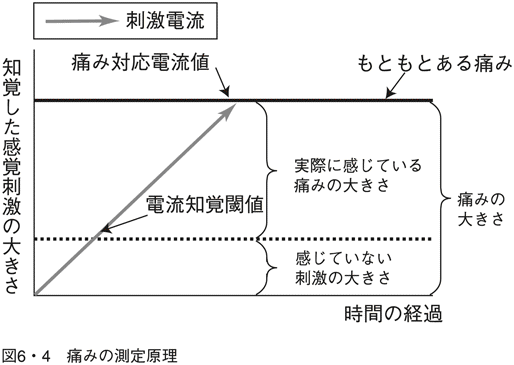 刺激電流
痛み対応電流値
もともとある痛み
知覚した感覚刺激の大きさ
実際に感じている
痛みの大きさ
痛みの
大きさ
電流知覚閾値
感じていない
刺激の大きさ
時間の経過
図6・4 痛みの測定原理